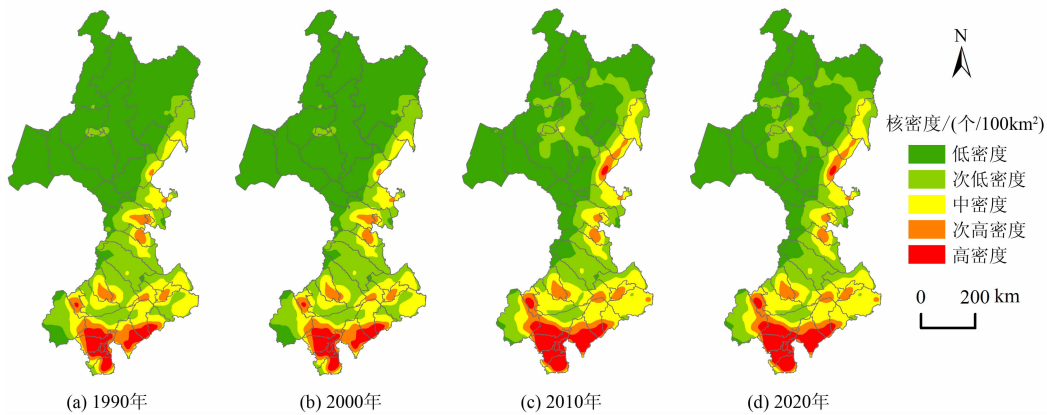 N
核密度/(个/100km²)
低密度
次低密度
中密度
次高密度
高密度
0 200 km
(a) 1990年 (b) 2000年 (c) 2010年 (d) 2020年